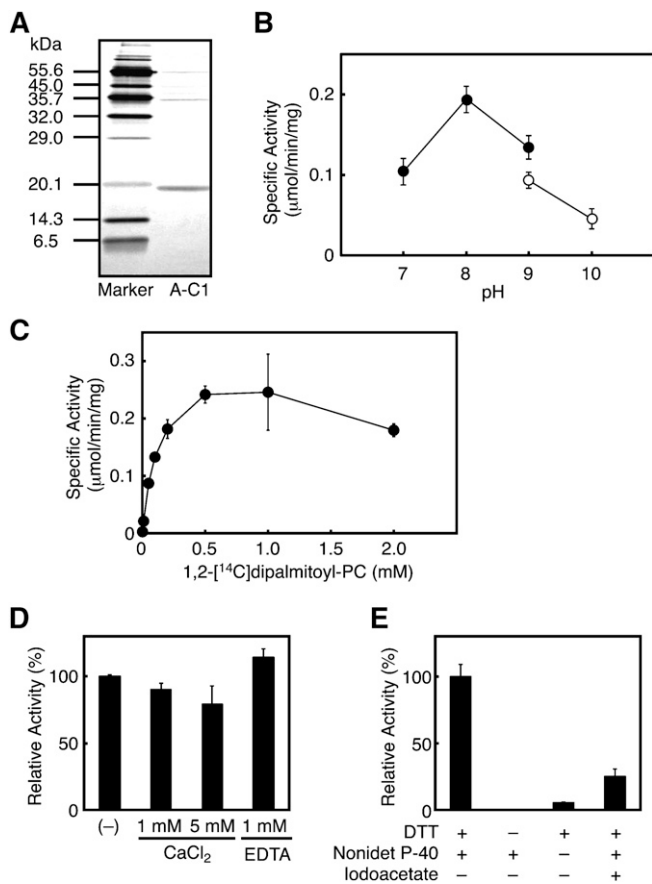 A
kDa
55.6
45.0
35.7
32.0
29.0
20.1
14.3
6.5
Marker A-C1
B
Specific Activity
(μmol/min/mg)
0.2
0.1
0
7 8 9 10
pH
C
Specific Activity
(μmol/min/mg)
0.3
0.2
0.1
0
0 0.5 1.0 2.0
1,2-[¹⁴C]dipalmitoyl-PC (mM)
D
Relative Activity (%)
100
50
0
(–) 1 mM 5 mM 1 mM
CaCl₂ EDTA
E
Relative Activity (%)
100
50
0
DTT + – + +
Nonidet P-40 + + – +
Iodoacetate – – – +